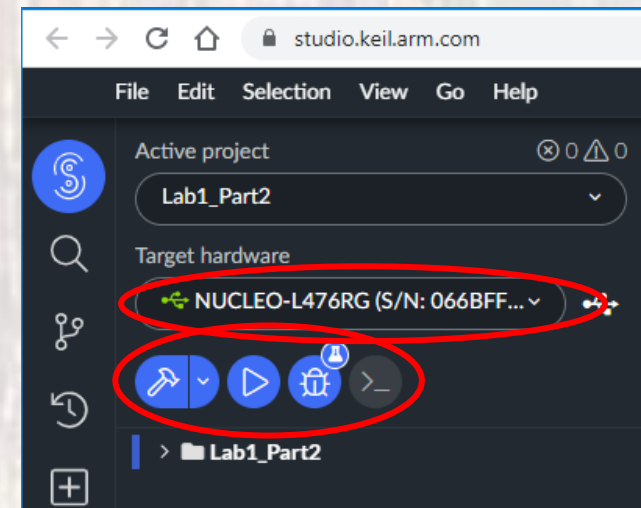 studio.keil.arm.com
File Edit Selection View Go Help
Active project 0 0
Lab1_Part2
Target hardware
NUCLEO-L476RG (S/N: 066BFF...
>_
Lab1_Part2